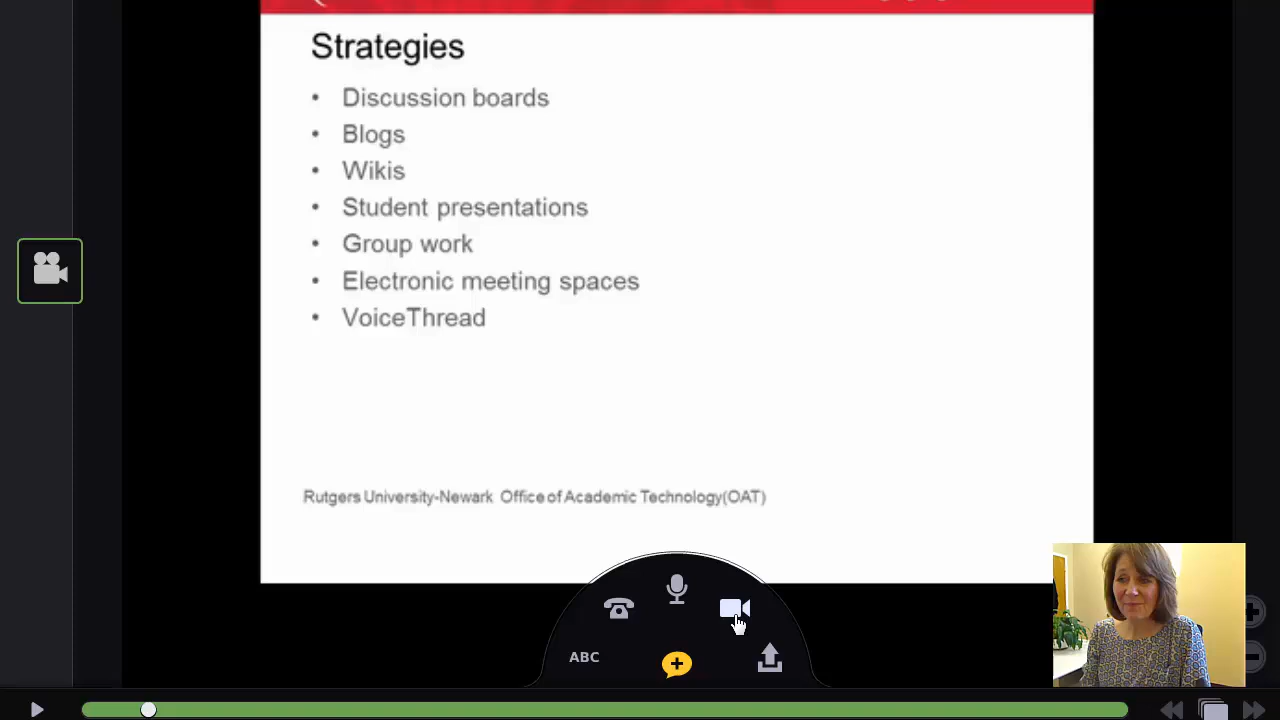 Strategies
• Discussion boards
• Blogs
• Wikis
• Student presentations
• Group work
• Electronic meeting spaces
• VoiceThread
Rutgers University-Newark Office of Academic Technology(OAT)
ABC